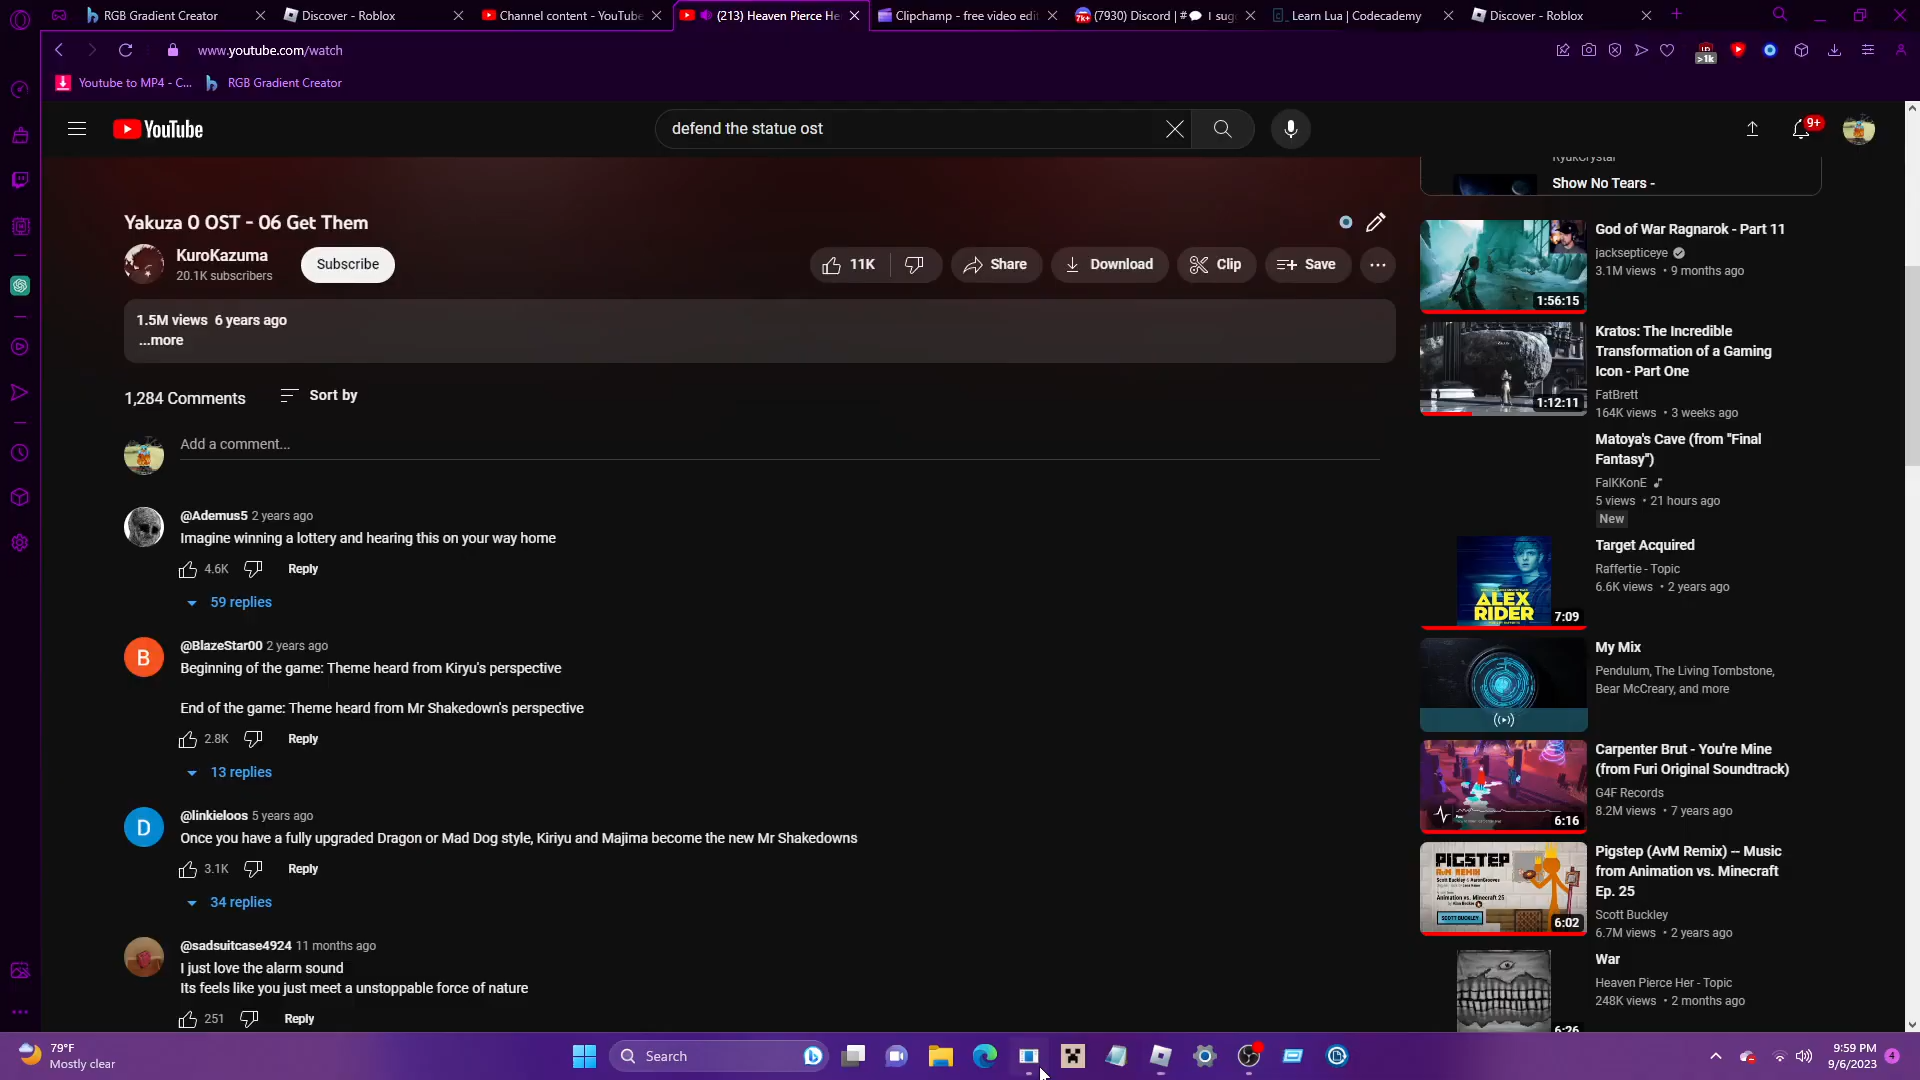 RGB Gradient Creator
Discover - Roblox
Channel content - YouTube
(213) Heaven Pierce He
Clipchamp - free video edit
(7930) Discord | # I sug
Learn Lua | Codecademy
Discover - Roblox
www.youtube.com/watch
>1k
Youtube to MP4 - C...
RGB Gradient Creator
YouTube
defend the statue ost
9+
Yakuza 0 OST - 06 Get Them
KuroKazuma
20.1K subscribers
Subscribe
11K
Share
Download
Clip
Save
1.5M views 6 years ago
...more
1,284 Comments
Sort by
Add a comment...
@Ademus5 2 years ago
Imagine winning a lottery and hearing this on your way home
4.6K
Reply
59 replies
B
@BlazeStar00 2 years ago
Beginning of the game: Theme heard from Kiryu's perspective
End of the game: Theme heard from Mr Shakedown's perspective
2.8K
Reply
13 replies
D
@linkieloos 5 years ago
Once you have a fully upgraded Dragon or Mad Dog style, Kiriyu and Majima become the new Mr Shakedowns
3.1K
Reply
34 replies
@sadsuitcase4924 11 months ago
I just love the alarm sound
Its feels like you just meet a unstoppable force of nature
251
Reply
RyukCrystal
Show No Tears -
God of War Ragnarok - Part 11
jacksepticeye
3.1M views • 9 months ago
1:56:15
Kratos: The Incredible
Transformation of a Gaming
Icon - Part One
FatBrett
164K views • 3 weeks ago
1:12:11
Matoya's Cave (from "Final
Fantasy")
FalKKonE
5 views • 21 hours ago
New
Target Acquired
Raffertie - Topic
6.6K views • 2 years ago
ALEX
RIDER
7:09
My Mix
Pendulum, The Living Tombstone,
Bear McCreary, and more
Carpenter Brut - You're Mine
(from Furi Original Soundtrack)
G4F Records
8.2M views • 7 years ago
6:16
Pigstep (AvM Remix) -- Music
from Animation vs. Minecraft
Ep. 25
Scott Buckley
6.7M views • 2 years ago
PIGSTEP
AvM REMIX
SCOTT BUCKLEY
6:02
War
Heaven Pierce Her - Topic
248K views • 2 months ago
6:26
79°F
Mostly clear
Search
9:59 PM
9/6/2023
4